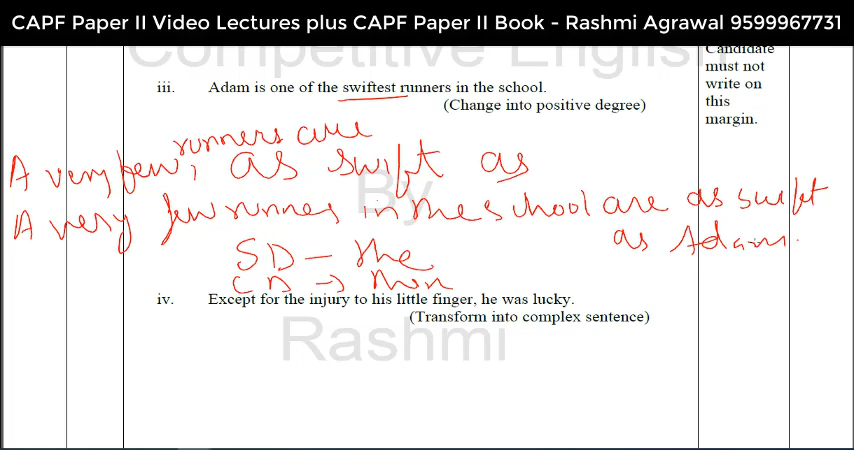 CAPF Paper II Video Lectures plus CAPF Paper II Book - Rashmi Agrawal 9599967731
Competitive English
Candidate
must not
write on
this
margin.
iii. Adam is one of the swiftest runners in the school.
(Change into positive degree)
runners are
A very few, as swift as
By
A very few runner in the school are as swift
as Adam.
SD - the
CD → than
iv. Except for the injury to his little finger, he was lucky.
(Transform into complex sentence)
Rashmi